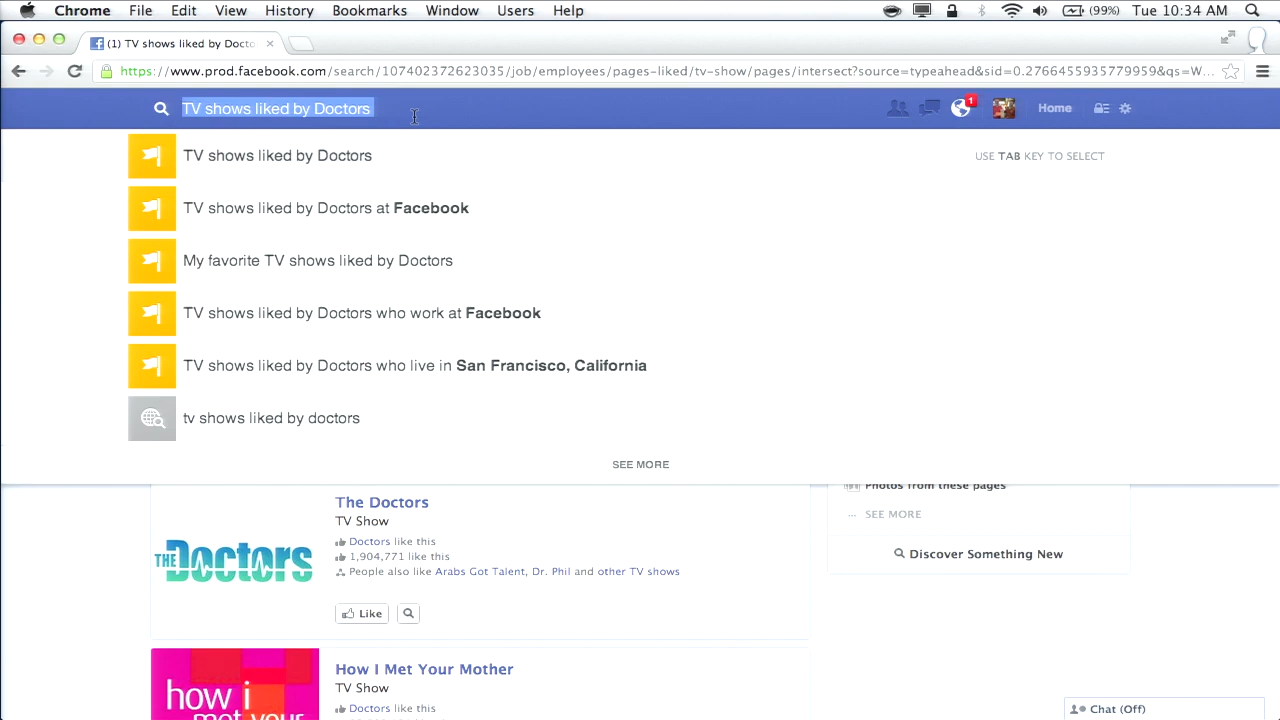 Chrome File Edit View History Bookmarks Window Users Help (99%) Tue 10:34 AM
(1) TV shows liked by Docto
https://www.prod.facebook.com/search/107402372623035/job/employees/pages-liked/tv-show/pages/intersect?source=typeahead&sid=0.2766455935779959&qs=W...
TV shows liked by Doctors 1 Home
TV shows liked by Doctors
USE TAB KEY TO SELECT
TV shows liked by Doctors at Facebook
My favorite TV shows liked by Doctors
TV shows liked by Doctors who work at Facebook
TV shows liked by Doctors who live in San Francisco, California
tv shows liked by doctors
SEE MORE
Photos from these pages
... SEE MORE
Discover Something New
The Doctors
TV Show
Doctors like this
1,904,771 like this
People also like Arabs Got Talent, Dr. Phil and other TV shows
Like
THE Doctors
How I Met Your Mother
TV Show
Doctors like this
how i
met your
Chat (Off)